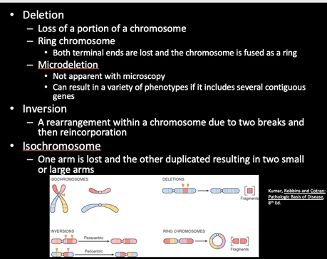 • Deletion
– Loss of a portion of a chromosome
– Ring chromosome
• Both terminal ends are lost and the chromosome is fused as a ring
– Microdeletion
• Not apparent with microscopy
• Can result in a variety of phenotypes if it includes several contiguous
genes
• Inversion
– A rearrangement within a chromosome due to two breaks and
then reincorporation
• Isochromosome
– One arm is lost and the other duplicated resulting in two small
or large arms
ISOCHROMOSOMES
DELETIONS
Fragments
INVERSIONS
Paracentric
Pericentric
RING CHROMOSOMES
Fragments
Kumar, Robbins and Cotran:
Pathologic Basis of Disease,
8th Ed.